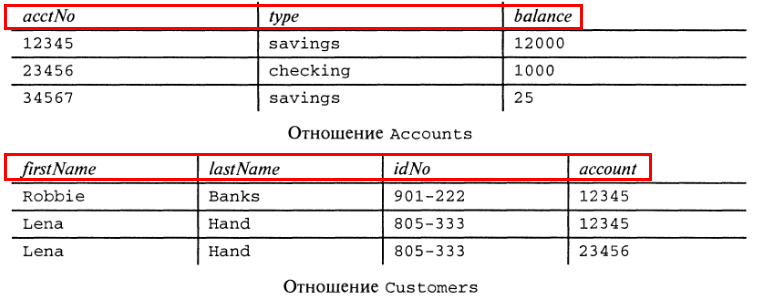 acctNo type balance
12345 savings 12000
23456 checking 1000
34567 savings 25
Отношение Accounts
firstName lastName idNo account
Robbie Banks 901-222 12345
Lena Hand 805-333 12345
Lena Hand 805-333 23456
Отношение Customers